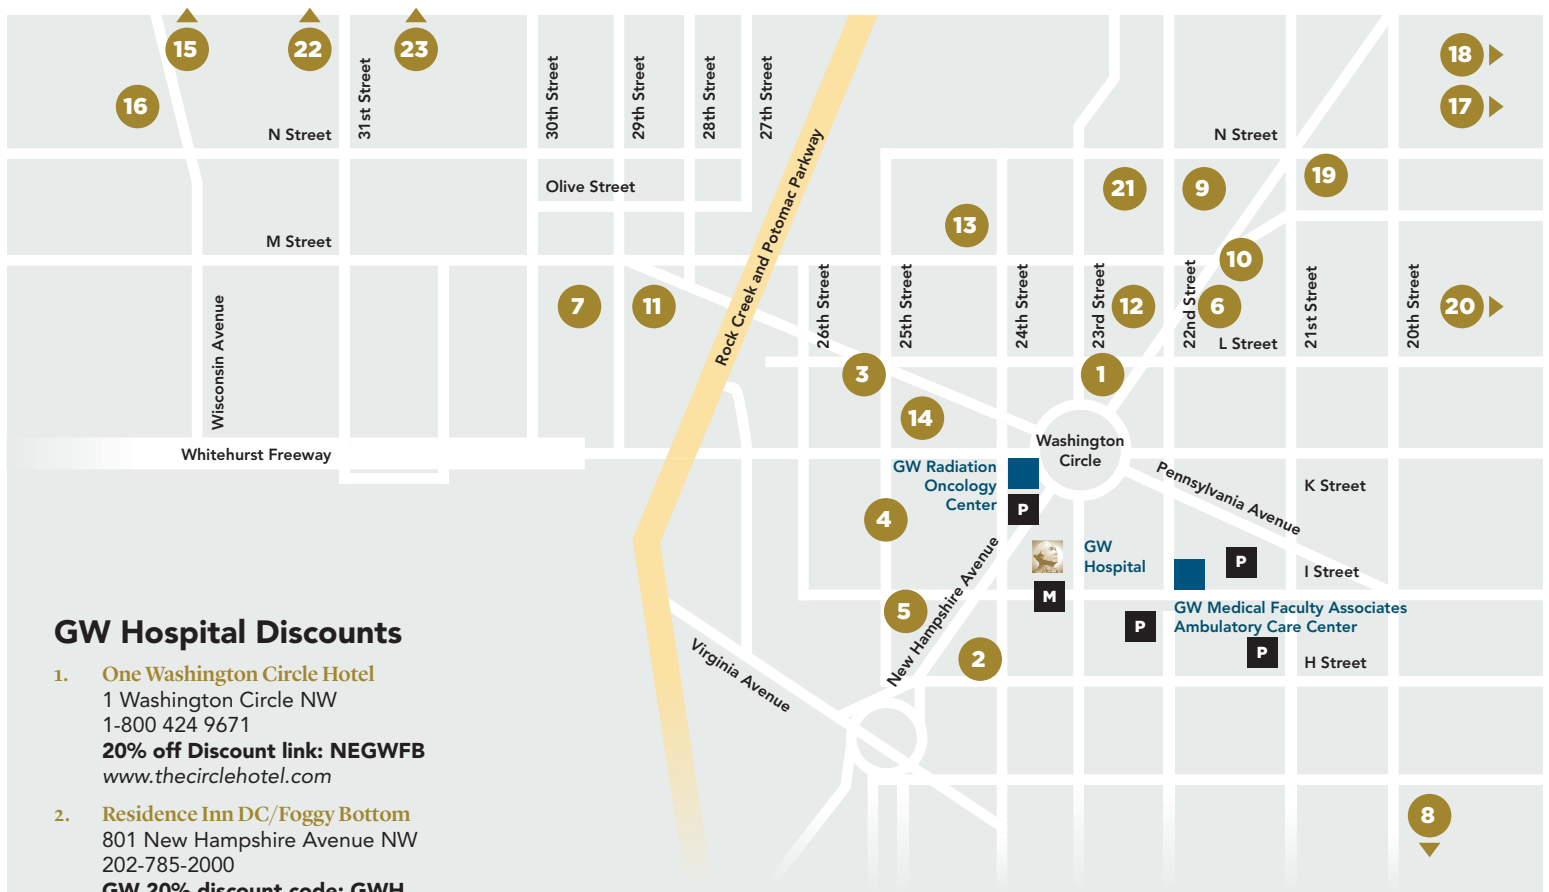 15
22
23
18
16
17
31st Street
30th Street
29th Street
28th Street
27th Street
N Street
N Street
Olive Street
Rock Creek and Potomac Parkway
21
9
19
13
M Street
10
7
11
26th Street
25th Street
24th Street
23rd Street
12
22nd Street
6
21st Street
20th Street
20
L Street
Wisconsin Avenue
3
1
14
Washington
Circle
Whitehurst Freeway
GW Radiation
Oncology
Center
P
Pennsylvania Avenue
K Street
4
GW
Hospital
M
P
I Street
New Hampshire Avenue
5
GW Medical Faculty Associates
Ambulatory Care Center
P
P
H Street
2
Virginia Avenue
8
GW Hospital Discounts
1. One Washington Circle Hotel
1 Washington Circle NW
1-800 424 9671
20% off Discount link: NEGWFB
www.thecirclehotel.com
2. Residence Inn DC/Foggy Bottom
801 New Hampshire Avenue NW
202-785-2000
GW 20% discount code: GWH